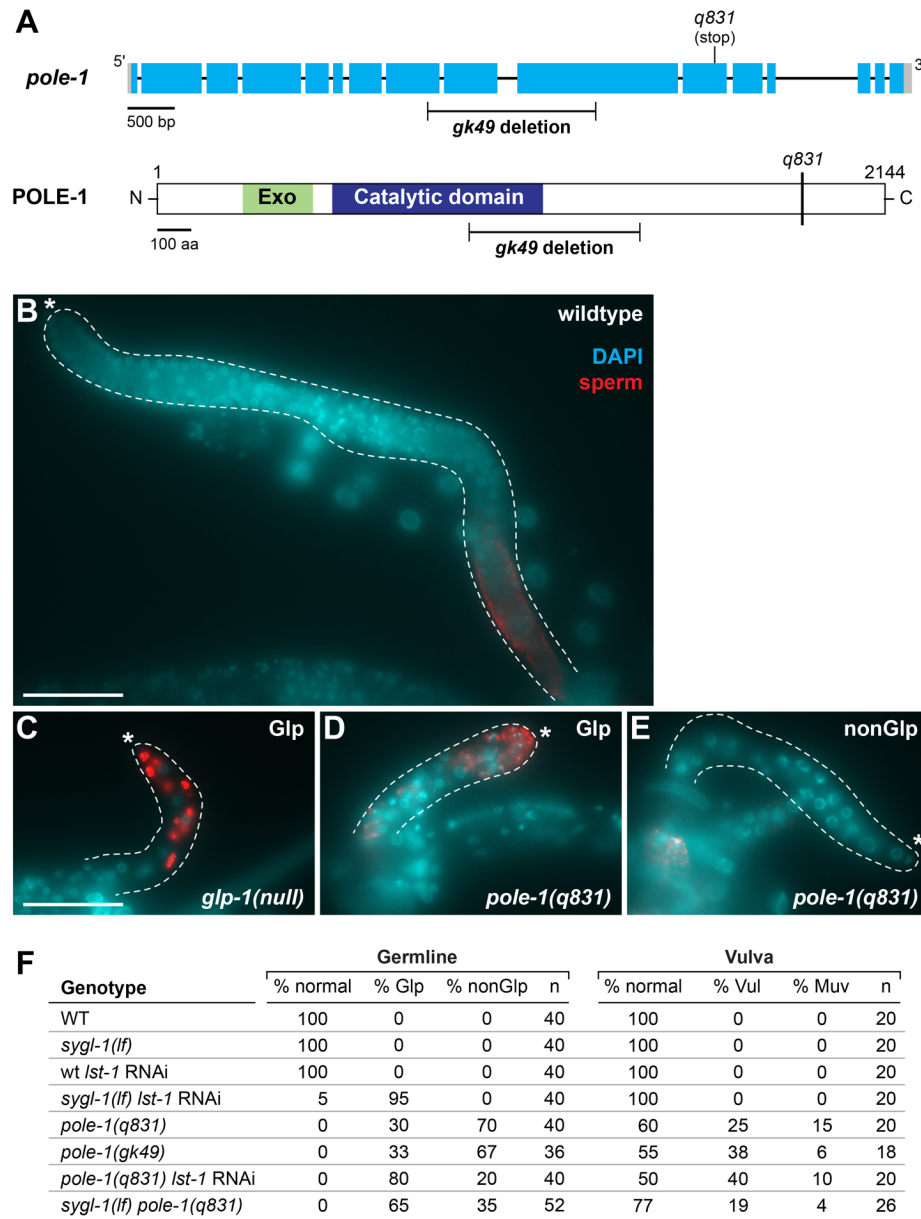 A
q831
(stop)
5'
3'
pole-1
500 bp
gk49 deletion
q831
1
2144
POLE-1
N
Exo
Catalytic domain
C
100 aa
gk49 deletion
B
*
wildtype
DAPI
sperm
C
*
Glp
glp-1(null)
D
Glp
*
pole-1(q831)
E
nonGlp
*
pole-1(q831)
F
Germline Vulva
Genotype % normal % Glp % nonGlp n % normal % Vul % Muv n
WT 100 0 0 40 100 0 0 20
sygl-1(lf) 100 0 0 40 100 0 0 20
wt lst-1 RNAi 100 0 0 40 100 0 0 20
sygl-1(lf) lst-1 RNAi 5 95 0 40 100 0 0 20
pole-1(q831) 0 30 70 40 60 25 15 20
pole-1(gk49) 0 33 67 36 55 38 6 18
pole-1(q831) lst-1 RNAi 0 80 20 40 50 40 10 20
sygl-1(lf) pole-1(q831) 0 65 35 52 77 19 4 26